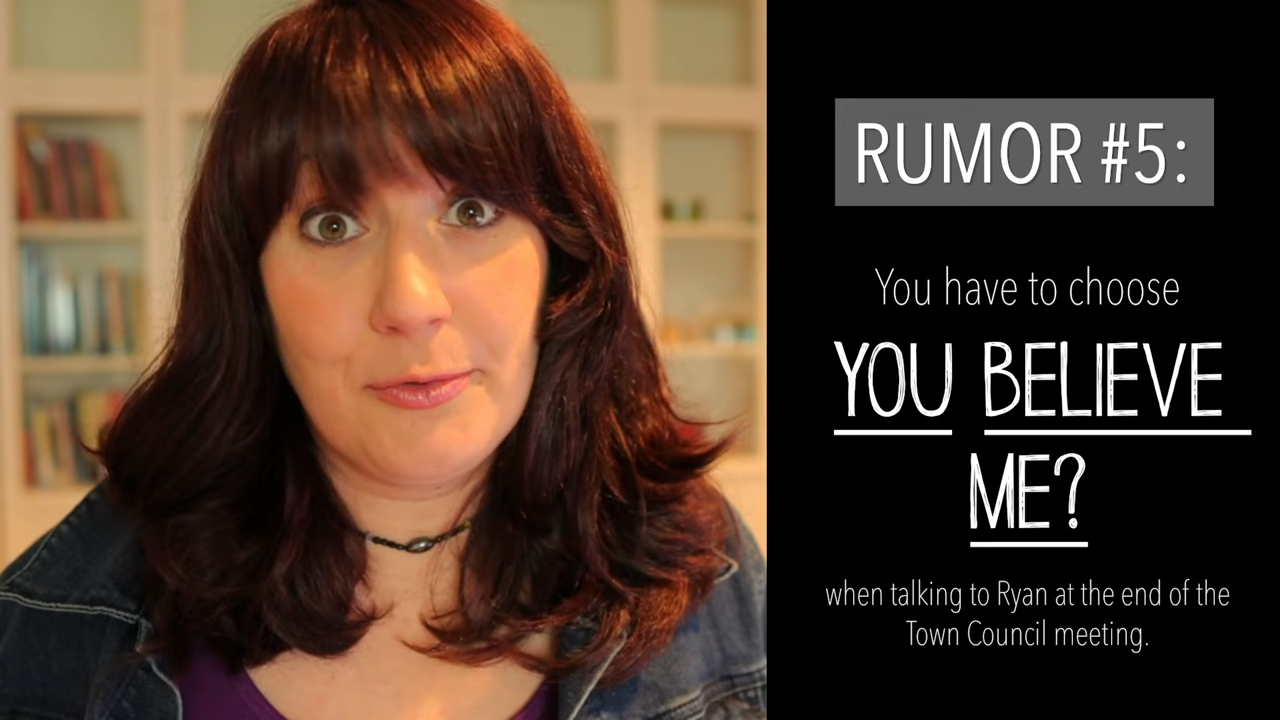 RUMOR #5:
You have to choose
YOU BELIEVE
ME?
when talking to Ryan at the end of the
Town Council meeting.